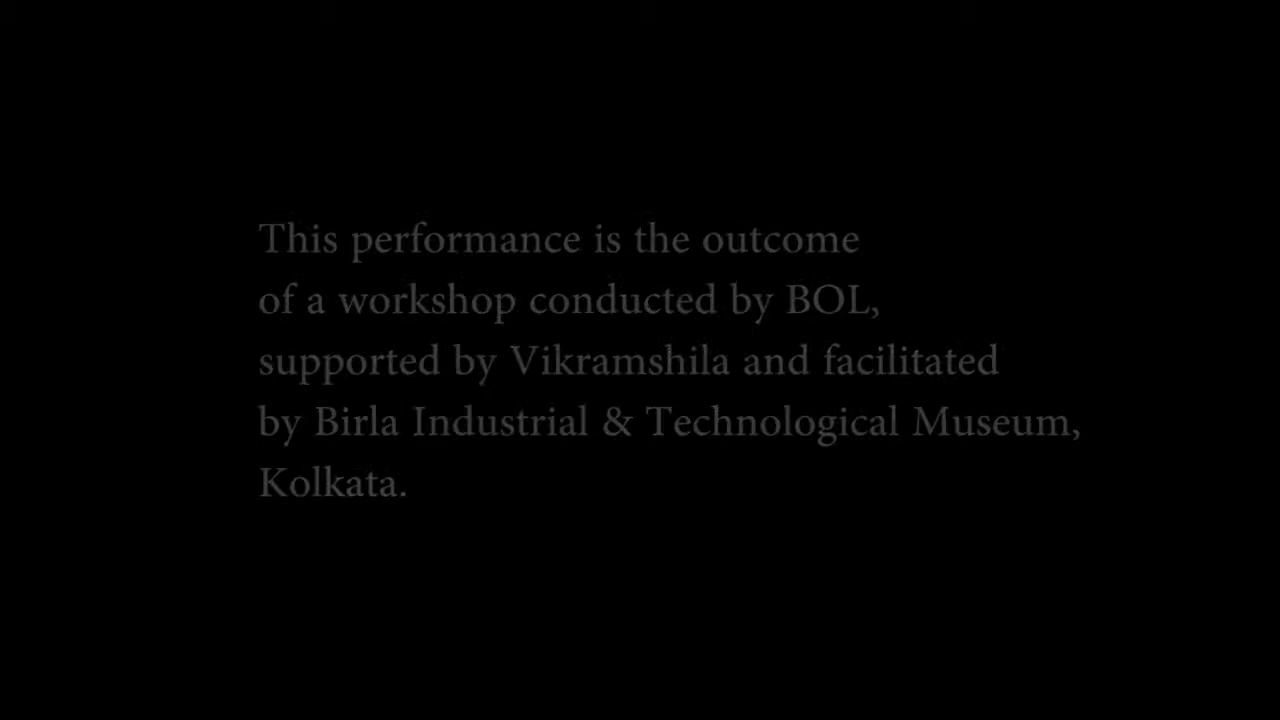 This performance is the outcome
of a workshop conducted by BOL,
supported by Vikramshila and facilitated
by Birla Industrial & Technological Museum,
Kolkata.